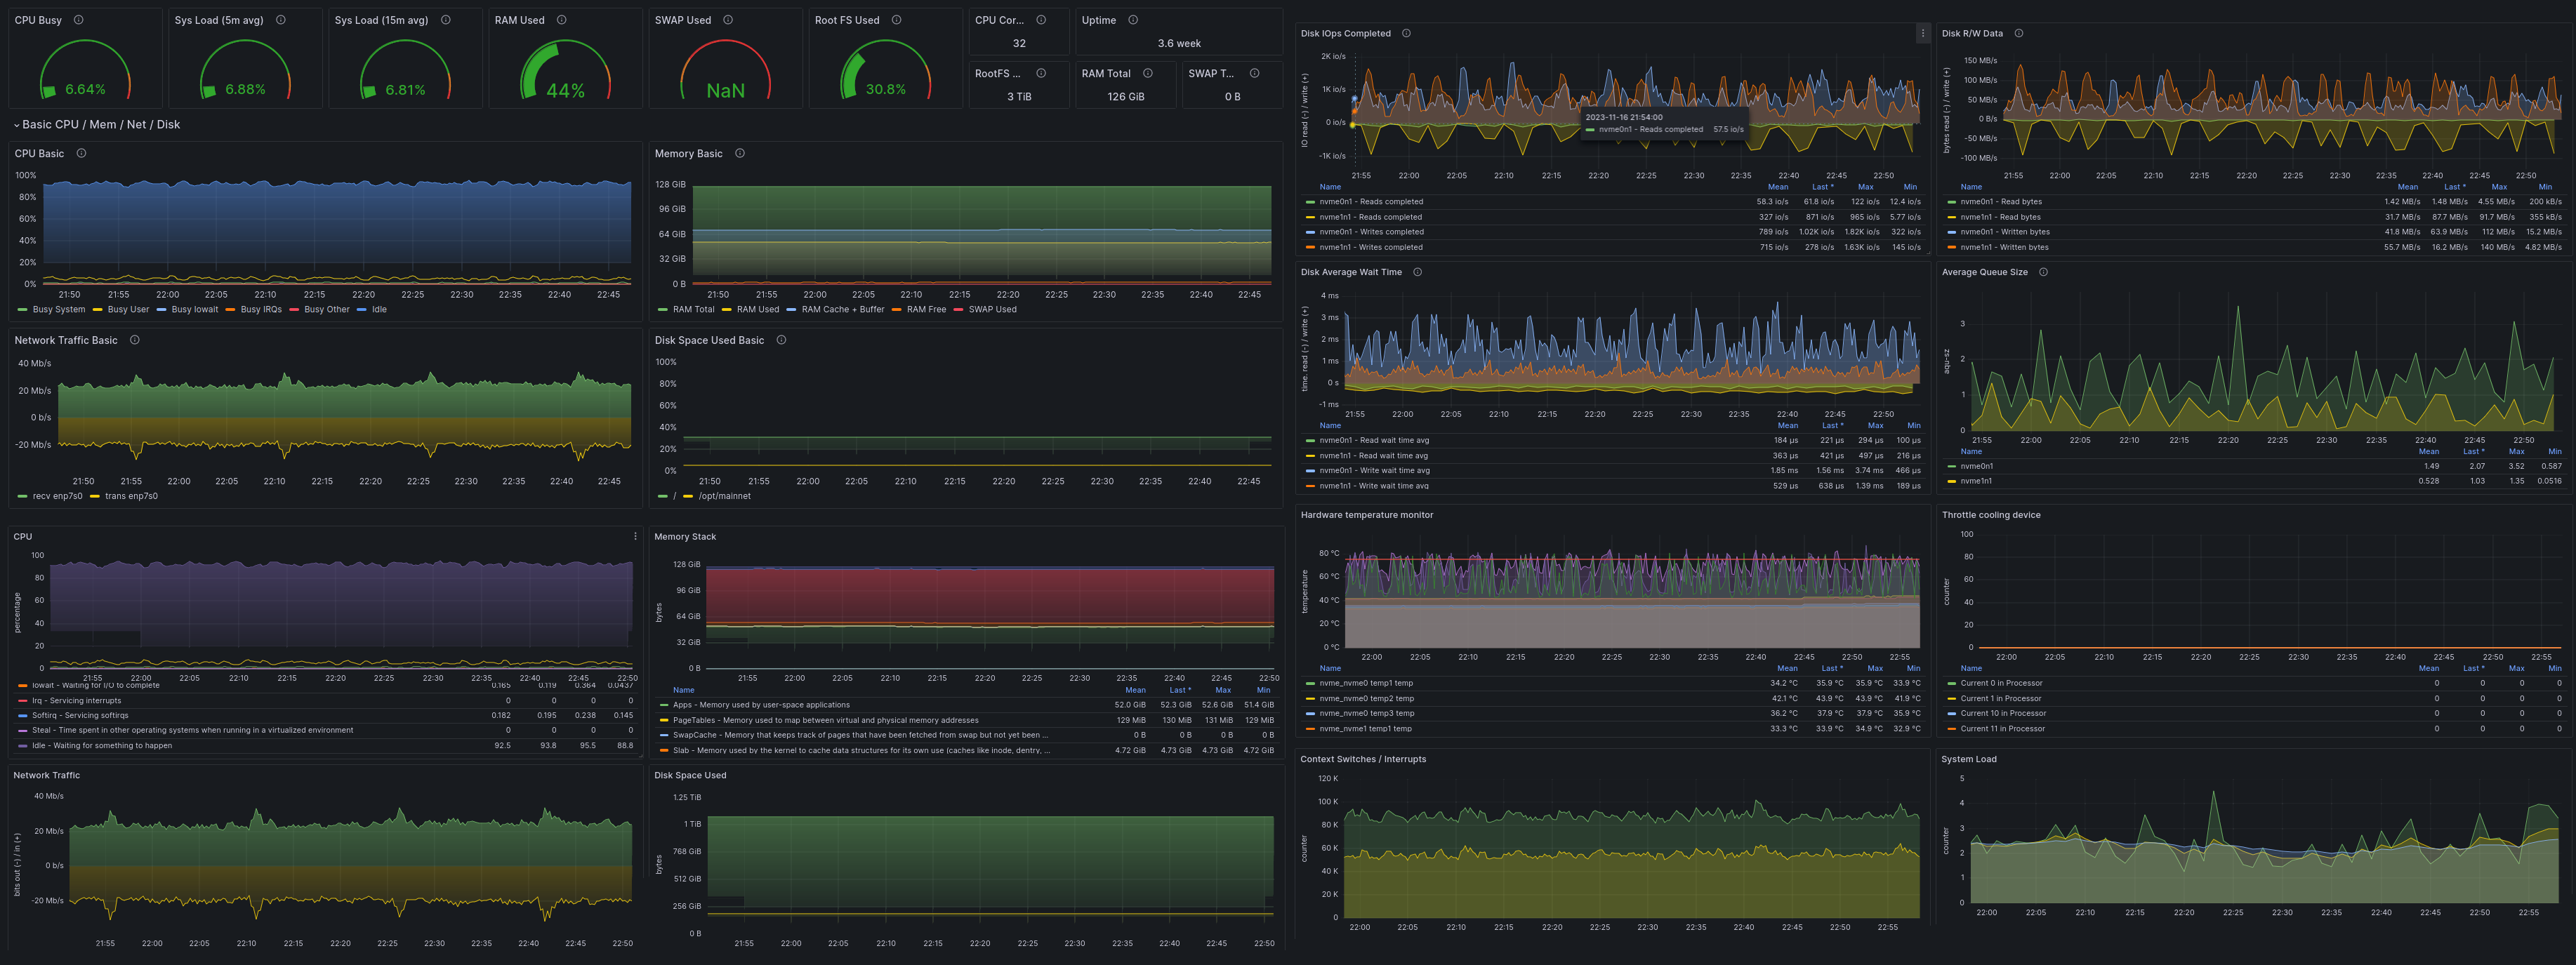 CPU Busy
6.64%
Sys Load (5m avg)
6.88%
Sys Load (15m avg)
6.81%
RAM Used
44%
SWAP Used
NaN
Root FS Used
30.8%
CPU Cor...
32
Uptime
3.6 week
RootFS ...
3 TiB
RAM Total
126 GiB
SWAP T...
0 B
Basic CPU / Mem / Net / Disk
CPU Basic
100%
80%
60%
40%
20%
0%
21:50 21:55 22:00 22:05 22:10 22:15 22:20 22:25 22:30 22:35 22:40 22:45
Busy System Busy User Busy Iowait Busy IRQs Busy Other Idle
Memory Basic
128 GiB
96 GiB
64 GiB
32 GiB
0 B
21:50 21:55 22:00 22:05 22:10 22:15 22:20 22:25 22:30 22:35 22:40 22:45
RAM Total RAM Used RAM Cache + Buffer RAM Free SWAP Used
Network Traffic Basic
40 Mb/s
20 Mb/s
0 b/s
-20 Mb/s
21:50 21:55 22:00 22:05 22:10 22:15 22:20 22:25 22:30 22:35 22:40 22:45
recv enp7s0 trans enp7s0
Disk Space Used Basic
100%
80%
60%
40%
20%
0%
21:50 21:55 22:00 22:05 22:10 22:15 22:20 22:25 22:30 22:35 22:40 22:45
/ /opt/mainnet
CPU
percentage
100
80
60
40
20
0
21:55 22:00 22:05 22:10 22:15 22:20 22:25 22:30 22:35 22:40 22:45 22:50
Iowait - Waiting for I/O to complete 0.165 0.119 0.364 0.0437
Irq - Servicing interrupts 0 0 0 0
Softirq - Servicing softirqs 0.182 0.195 0.238 0.145
Steal - Time spent in other operating systems when running in a virtualized environment 0 0 0 0
Idle - Waiting for something to happen 92.5 93.8 95.5 88.8
Memory Stack
bytes
128 GiB
96 GiB
64 GiB
32 GiB
0 B
21:55 22:00 22:05 22:10 22:15 22:20 22:25 22:30 22:35 22:40 22:45 22:50
Name Mean Last * Max Min
Apps - Memory used by user-space applications 52.0 GiB 52.3 GiB 52.6 GiB 51.4 GiB
PageTables - Memory used to map between virtual and physical memory addresses 129 MiB 130 MiB 131 MiB 129 MiB
SwapCache - Memory that keeps track of pages that have been fetched from swap but not yet been ... 0 B 0 B 0 B 0 B
Slab - Memory used by the kernel to cache data structures for its own use (caches like inode, dentry, ... 4.72 GiB 4.73 GiB 4.73 GiB 4.72 GiB
Network Traffic
bits out (-) / in (+)
40 Mb/s
20 Mb/s
0 b/s
-20 Mb/s
21:55 22:00 22:05 22:10 22:15 22:20 22:25 22:30 22:35 22:40 22:45 22:50
Disk Space Used
bytes
1.25 TiB
1 TiB
768 GiB
512 GiB
256 GiB
0 B
21:55 22:00 22:05 22:10 22:15 22:20 22:25 22:30 22:35 22:40 22:45 22:50
Disk IOps Completed
IO read (-) / write (+)
2K io/s
1K io/s
0 io/s
-1K io/s
2023-11-16 21:54:00
nvme0n1 - Reads completed 57.5 io/s
21:55 22:00 22:05 22:10 22:15 22:20 22:25 22:30 22:35 22:40 22:45 22:50
Name Mean Last * Max Min
nvme0n1 - Reads completed 58.3 io/s 61.8 io/s 122 io/s 12.4 io/s
nvme1n1 - Reads completed 327 io/s 871 io/s 965 io/s 5.77 io/s
nvme0n1 - Writes completed 789 io/s 1.02K io/s 1.82K io/s 322 io/s
nvme1n1 - Writes completed 715 io/s 278 io/s 1.63K io/s 145 io/s
Disk R/W Data
bytes read (-) / write (+)
150 MB/s
100 MB/s
50 MB/s
0 B/s
-50 MB/s
-100 MB/s
21:55 22:00 22:05 22:10 22:15 22:20 22:25 22:30 22:35 22:40 22:45 22:50
Name Mean Last * Max Min
nvme0n1 - Read bytes 1.42 MB/s 1.48 MB/s 4.55 MB/s 200 kB/s
nvme1n1 - Read bytes 31.7 MB/s 87.7 MB/s 91.7 MB/s 355 kB/s
nvme0n1 - Written bytes 41.8 MB/s 63.9 MB/s 112 MB/s 15.2 MB/s
nvme1n1 - Written bytes 55.7 MB/s 16.2 MB/s 140 MB/s 4.82 MB/s
Disk Average Wait Time
time. read (-) / write (+)
4 ms
3 ms
2 ms
1 ms
0 s
-1 ms
21:55 22:00 22:05 22:10 22:15 22:20 22:25 22:30 22:35 22:40 22:45 22:50
Name Mean Last * Max Min
nvme0n1 - Read wait time avg 184 µs 221 µs 294 µs 100 µs
nvme1n1 - Read wait time avg 363 µs 421 µs 497 µs 216 µs
nvme0n1 - Write wait time avg 1.85 ms 1.56 ms 3.74 ms 466 µs
nvme1n1 - Write wait time avg 529 µs 638 µs 1.39 ms 189 µs
Average Queue Size
aqu-sz
3
2
1
0
21:55 22:00 22:05 22:10 22:15 22:20 22:25 22:30 22:35 22:40 22:45 22:50
Name Mean Last * Max Min
nvme0n1 1.49 2.07 3.52 0.587
nvme1n1 0.528 1.03 1.35 0.0516
Hardware temperature monitor
temperature
80 °C
60 °C
40 °C
20 °C
0 °C
22:00 22:05 22:10 22:15 22:20 22:25 22:30 22:35 22:40 22:45 22:50 22:55
Name Mean Last * Max Min
nvme_nvme0 temp1 temp 34.2 °C 35.9 °C 35.9 °C 33.9 °C
nvme_nvme0 temp2 temp 42.1 °C 43.9 °C 43.9 °C 41.9 °C
nvme_nvme0 temp3 temp 36.2 °C 37.9 °C 37.9 °C 35.9 °C
nvme_nvme1 temp1 temp 33.3 °C 33.9 °C 34.9 °C 32.9 °C
Throttle cooling device
counter
100
80
60
40
20
0
22:00 22:05 22:10 22:15 22:20 22:25 22:30 22:35 22:40 22:45 22:50 22:55
Name Mean Last * Max Min
Current 0 in Processor 0 0 0 0
Current 1 in Processor 0 0 0 0
Current 10 in Processor 0 0 0 0
Current 11 in Processor 0 0 0 0
Context Switches / Interrupts
counter
120 K
100 K
80 K
60 K
40 K
20 K
0
22:00 22:05 22:10 22:15 22:20 22:25 22:30 22:35 22:40 22:45 22:50 22:55
System Load
counter
5
4
3
2
1
0
22:00 22:05 22:10 22:15 22:20 22:25 22:30 22:35 22:40 22:45 22:50 22:55